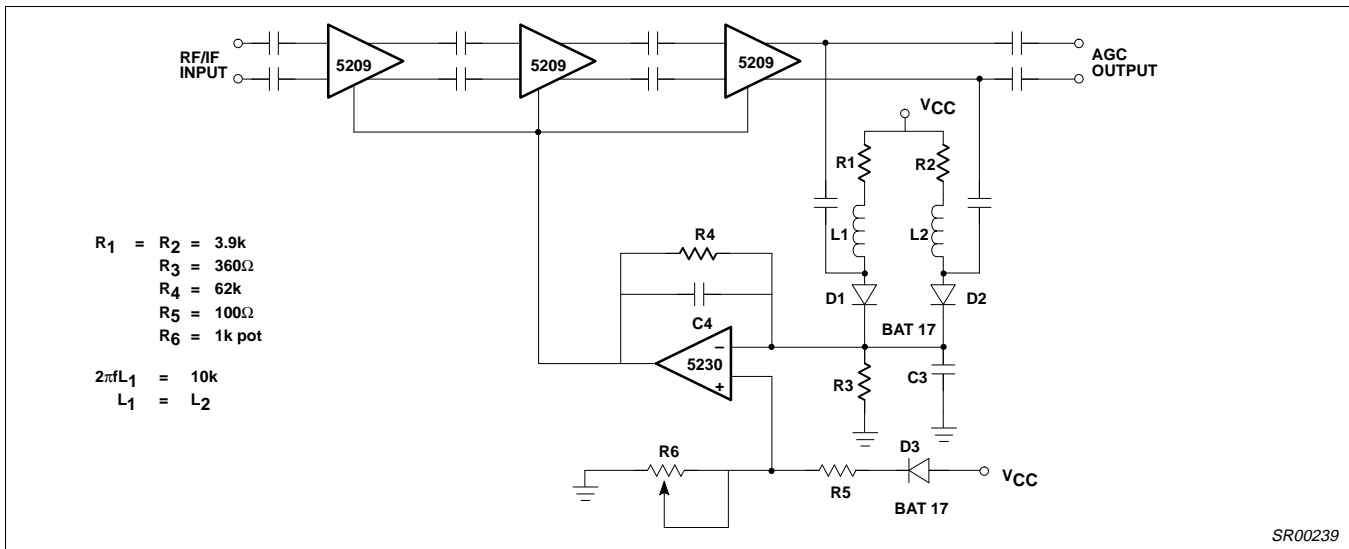 RF/IF
INPUT
5209
5209
5209
AGC
OUTPUT
VCC
R1
R2
L1
L2
R1 = R2 = 3.9k
R3 = 360Ω
R4 = 62k
R5 = 100Ω
R6 = 1k pot
2πfL1 = 10k
L1 = L2
R4
C4
D1
D2
BAT 17
5230
–
+
R3
C3
R6
R5
D3
VCC
BAT 17
SR00239